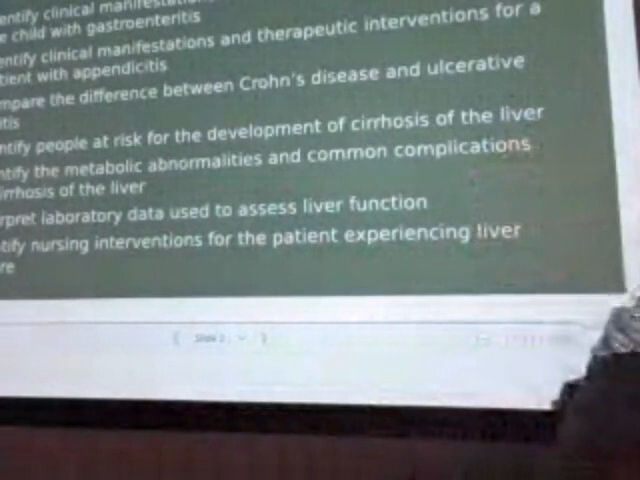 entify clinical manifestations
e child with gastroenteritis
entify clinical manifestations and therapeutic interventions for a
tient with appendicitis
mpare the difference between Crohn's disease and ulcerative
itis
ntify people at risk for the development of cirrhosis of the liver
ntify the metabolic abnormalities and common complications
irrhosis of the liver
rpret laboratory data used to assess liver function
tify nursing interventions for the patient experiencing liver
re
Slide 2